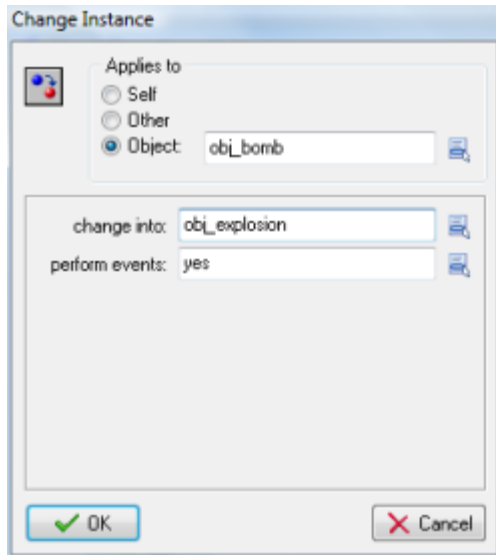 Change Instance
Applies to
Self
Other
Object: obj_bomb
change into: obj_explosion
perform events: yes
OK Cancel